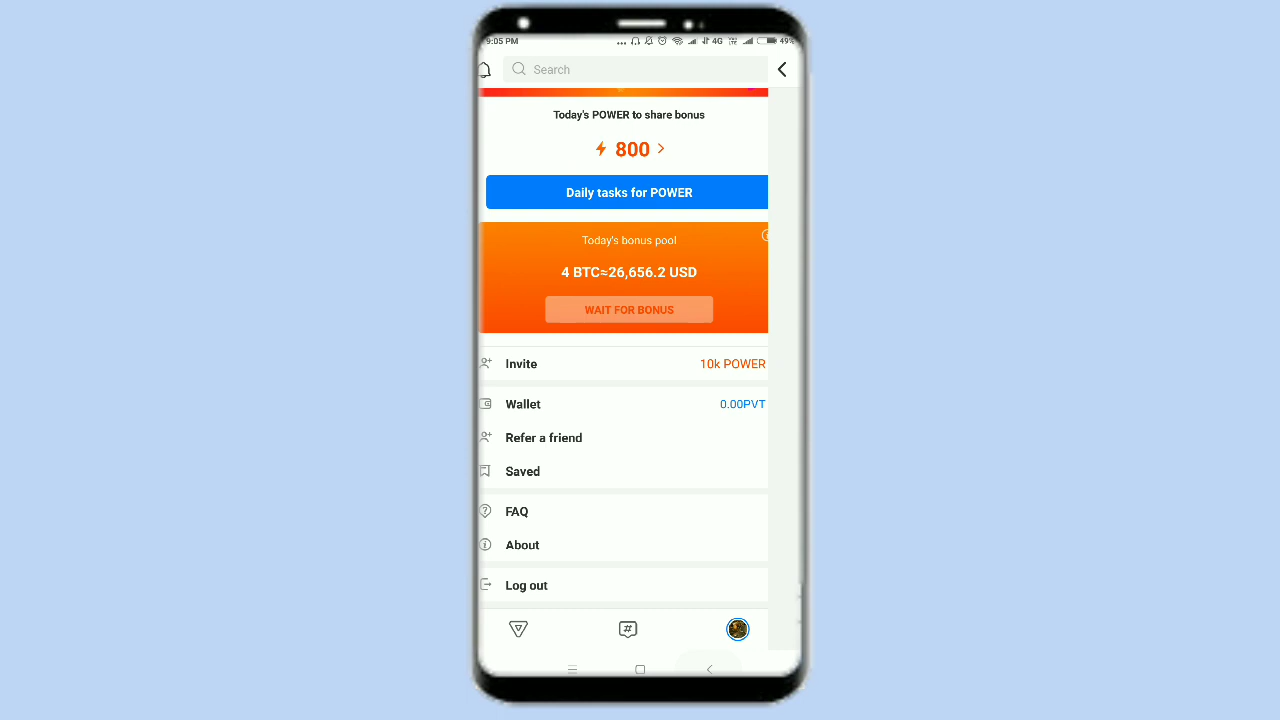 9:05 PM
4G
49%
Search
Today's POWER to share bonus
800
Daily tasks for POWER
Today's bonus pool
4 BTC≈26,656.2 USD
WAIT FOR BONUS
Invite 10k POWER
Wallet 0.00PVT
Refer a friend
Saved
FAQ
About
Log out